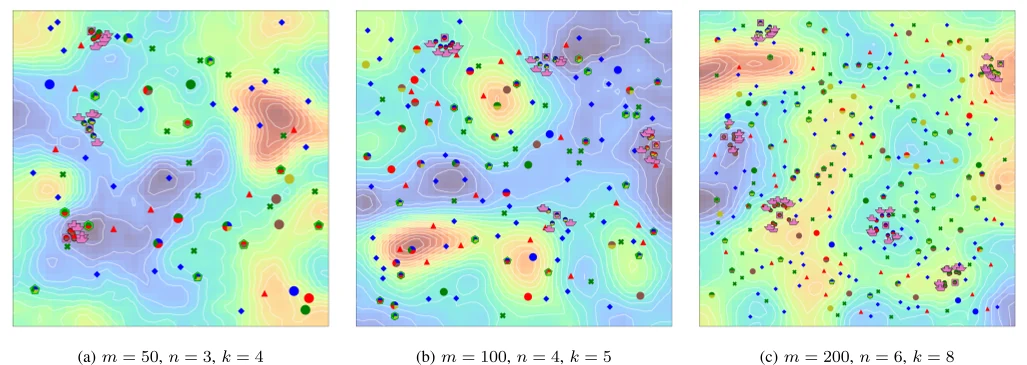 (a) m = 50, n = 3, k = 4
(b) m = 100, n = 4, k = 5
(c) m = 200, n = 6, k = 8